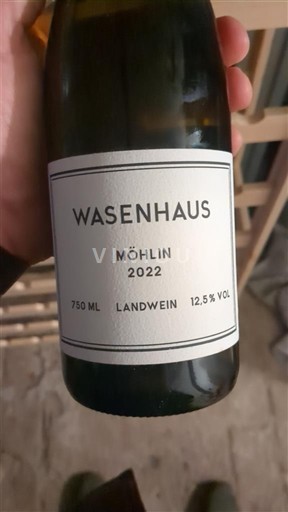 WASENHAUS
MÖHLIN
2022
750 ML LANDWEIN 12,5% VOL